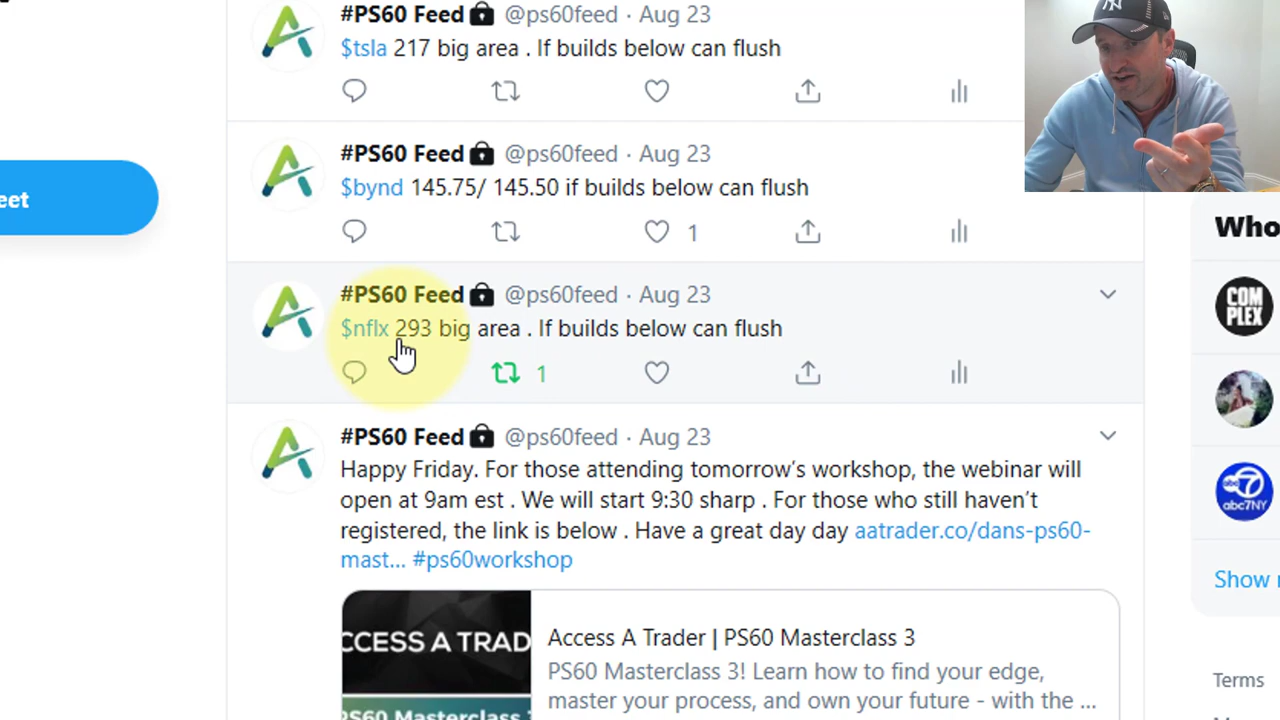 #PS60 Feed @ps60feed · Aug 23
$tsla 217 big area . If builds below can flush
#PS60 Feed @ps60feed · Aug 23
$bynd 145.75/ 145.50 if builds below can flush
1
eet
Who
#PS60 Feed @ps60feed · Aug 23
$nflx 293 big area . If builds below can flush
1
COM
PLEX
#PS60 Feed @ps60feed · Aug 23
Happy Friday. For those attending tomorrow's workshop, the webinar will
open at 9am est . We will start 9:30 sharp . For those who still haven't
registered, the link is below . Have a great day day aatrader.co/dans-ps60-
mast... #ps60workshop
abc7NY
Show
CCESS A TRAD
Access A Trader | PS60 Masterclass 3
PS60 Masterclass 3! Learn how to find your edge,
master your process, and own your future - with the ...
PS60 Masterclass
Terms